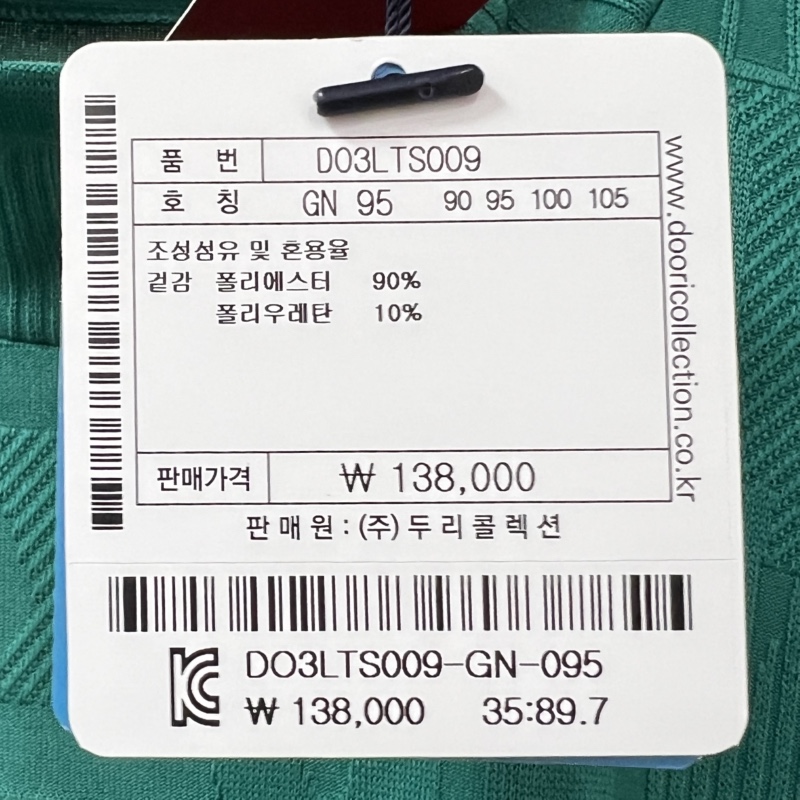 품 번 DO3LTS009
호 칭 GN 95 90 95 100 105
조성섬유 및 혼용율
겉감 폴리에스터 90%
폴리우레탄 10%
판매가격 ₩ 138,000
판 매 원 : (주) 두 리 콜 렉 션
www.dooricollection.co.kr
DO3LTS009-GN-095
₩ 138,000 35:89.7